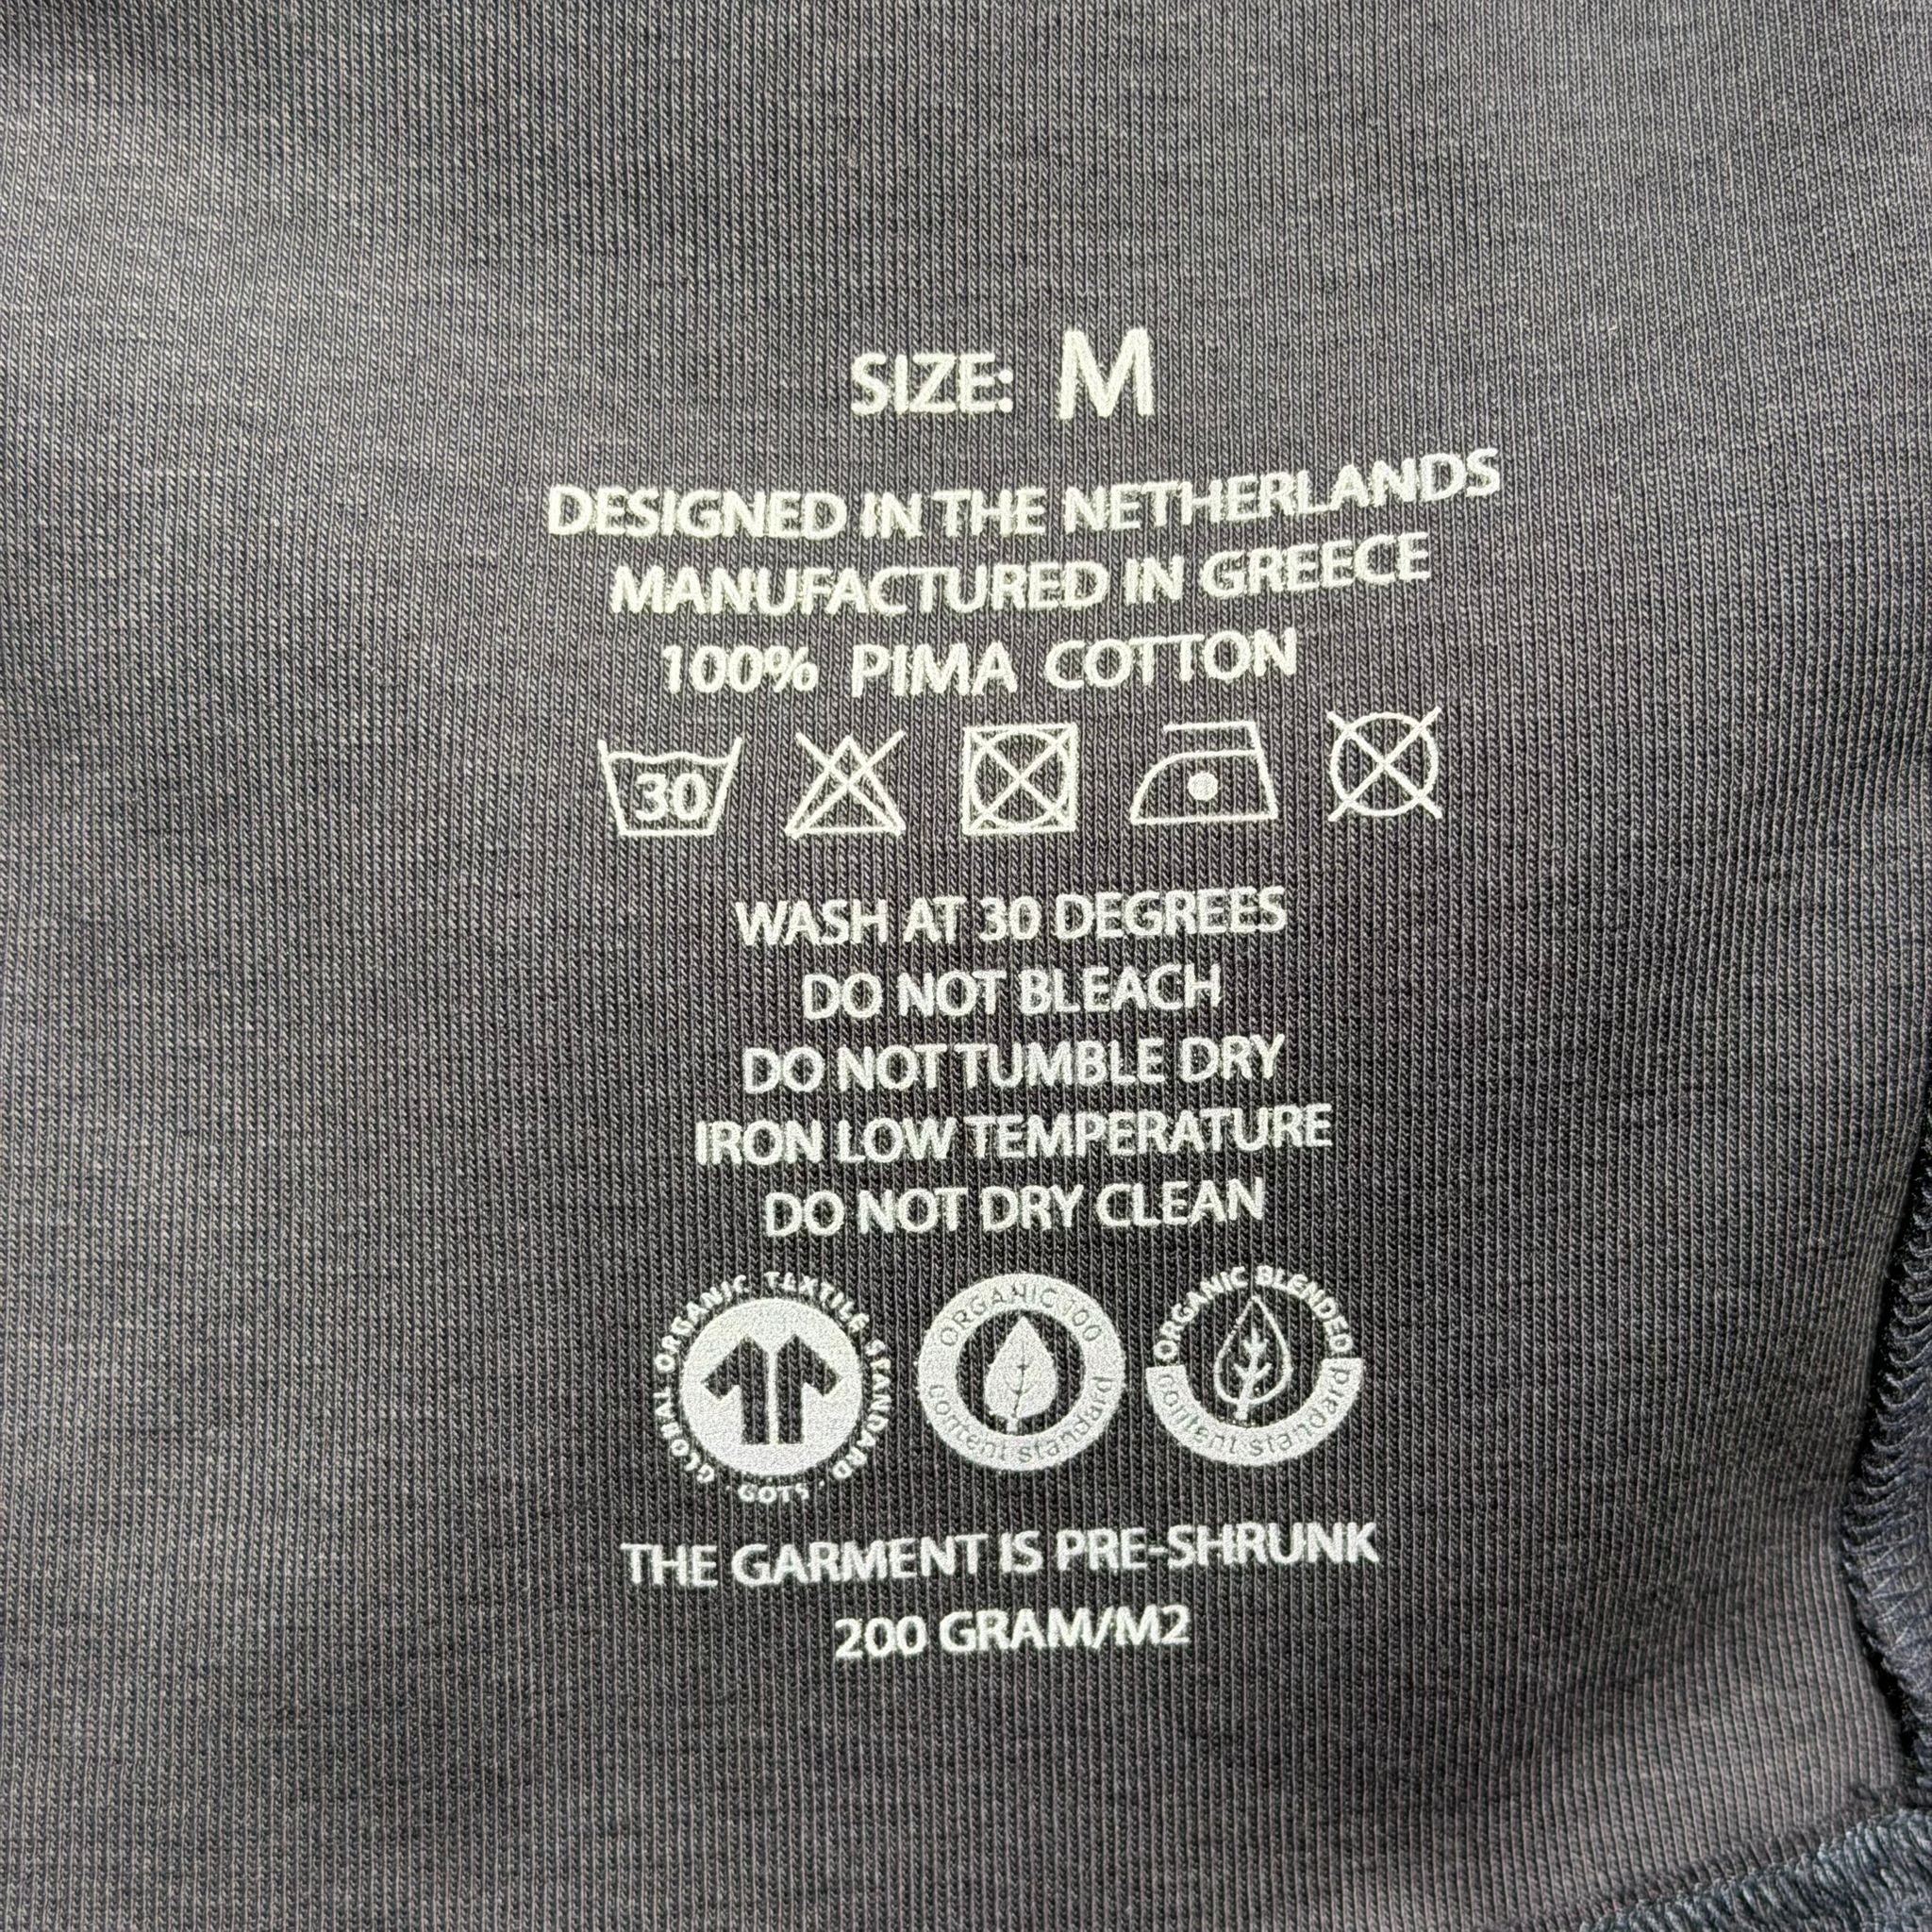 SIZE: M
DESIGNED IN THE NETHERLANDS
MANUFACTURED IN GREECE
100% PIMA COTTON
30
WASH AT 30 DEGREES
DO NOT BLEACH
DO NOT TUMBLE DRY
IRON LOW TEMPERATURE
DO NOT DRY CLEAN
GLOBAL ORGANIC TEXTILE STANDARD · GOTS ·
ORGANIC 100 content standard
ORGANIC BLENDED content standard
THE GARMENT IS PRE-SHRUNK
200 GRAM/M2